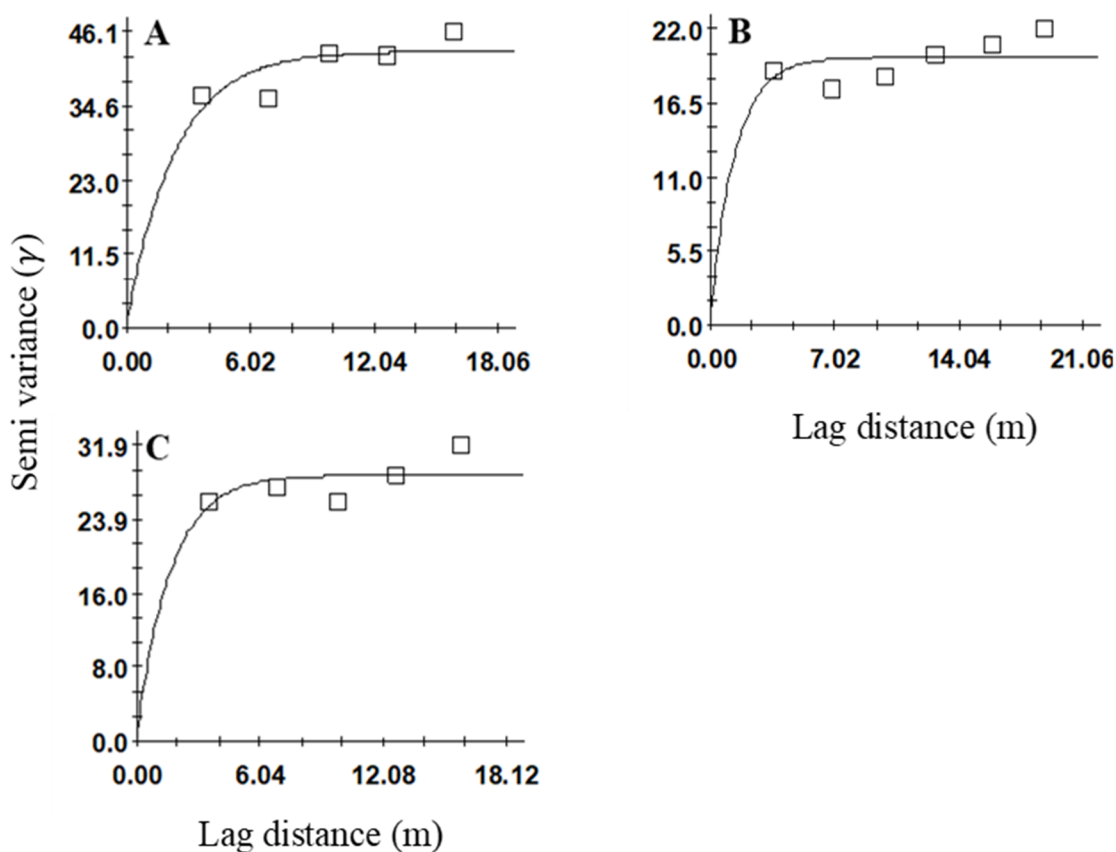 Semi variance (γ)
A
46.1
34.6
23.0
11.5
0.0
0.00 6.02 12.04 18.06
B
22.0
16.5
11.0
5.5
0.0
0.00 7.02 14.04 21.06
Lag distance (m)
C
31.9
23.9
16.0
8.0
0.0
0.00 6.04 12.08 18.12
Lag distance (m)